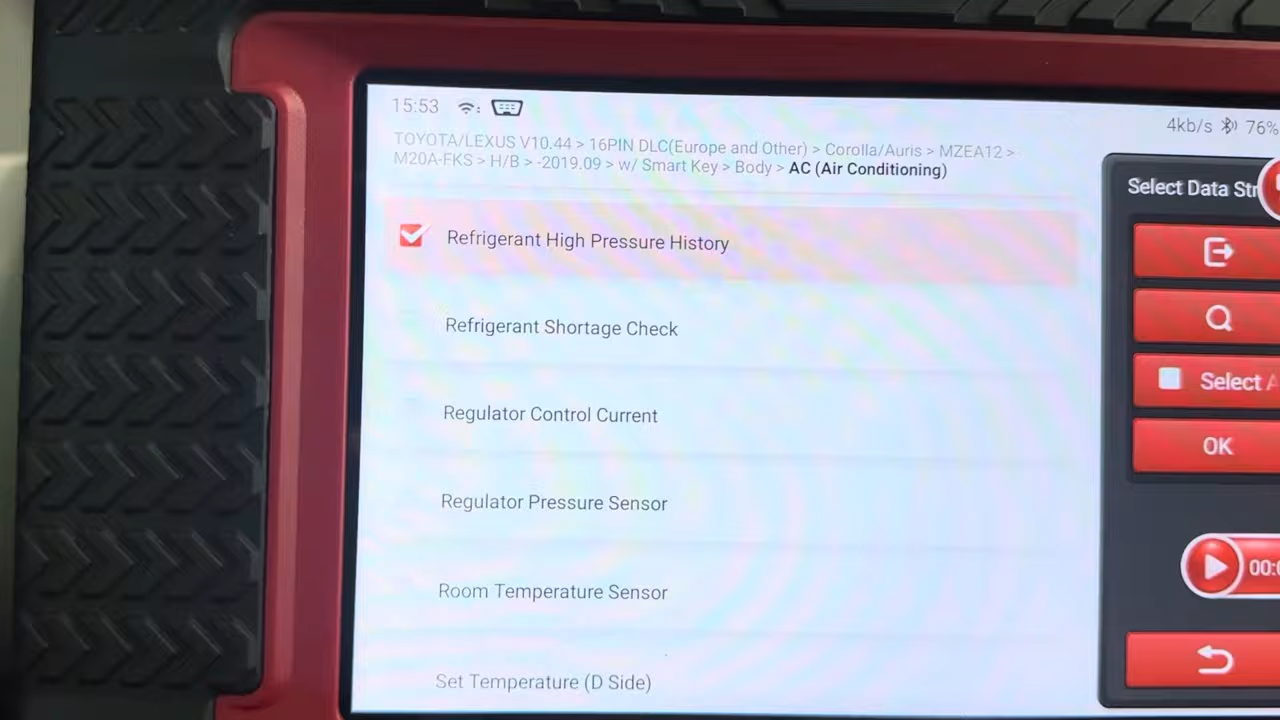 15:53
4kb/s 76%
TOYOTA/LEXUS V10.44 > 16PIN DLC(Europe and Other) > Corolla/Auris > MZEA12 >
M20A-FKS > H/B > -2019.09 > w/ Smart Key > Body > AC (Air Conditioning)
Select Data Str
Refrigerant High Pressure History
Refrigerant Shortage Check
Select A
Regulator Control Current
OK
Regulator Pressure Sensor
00:
Room Temperature Sensor
Set Temperature (D Side)